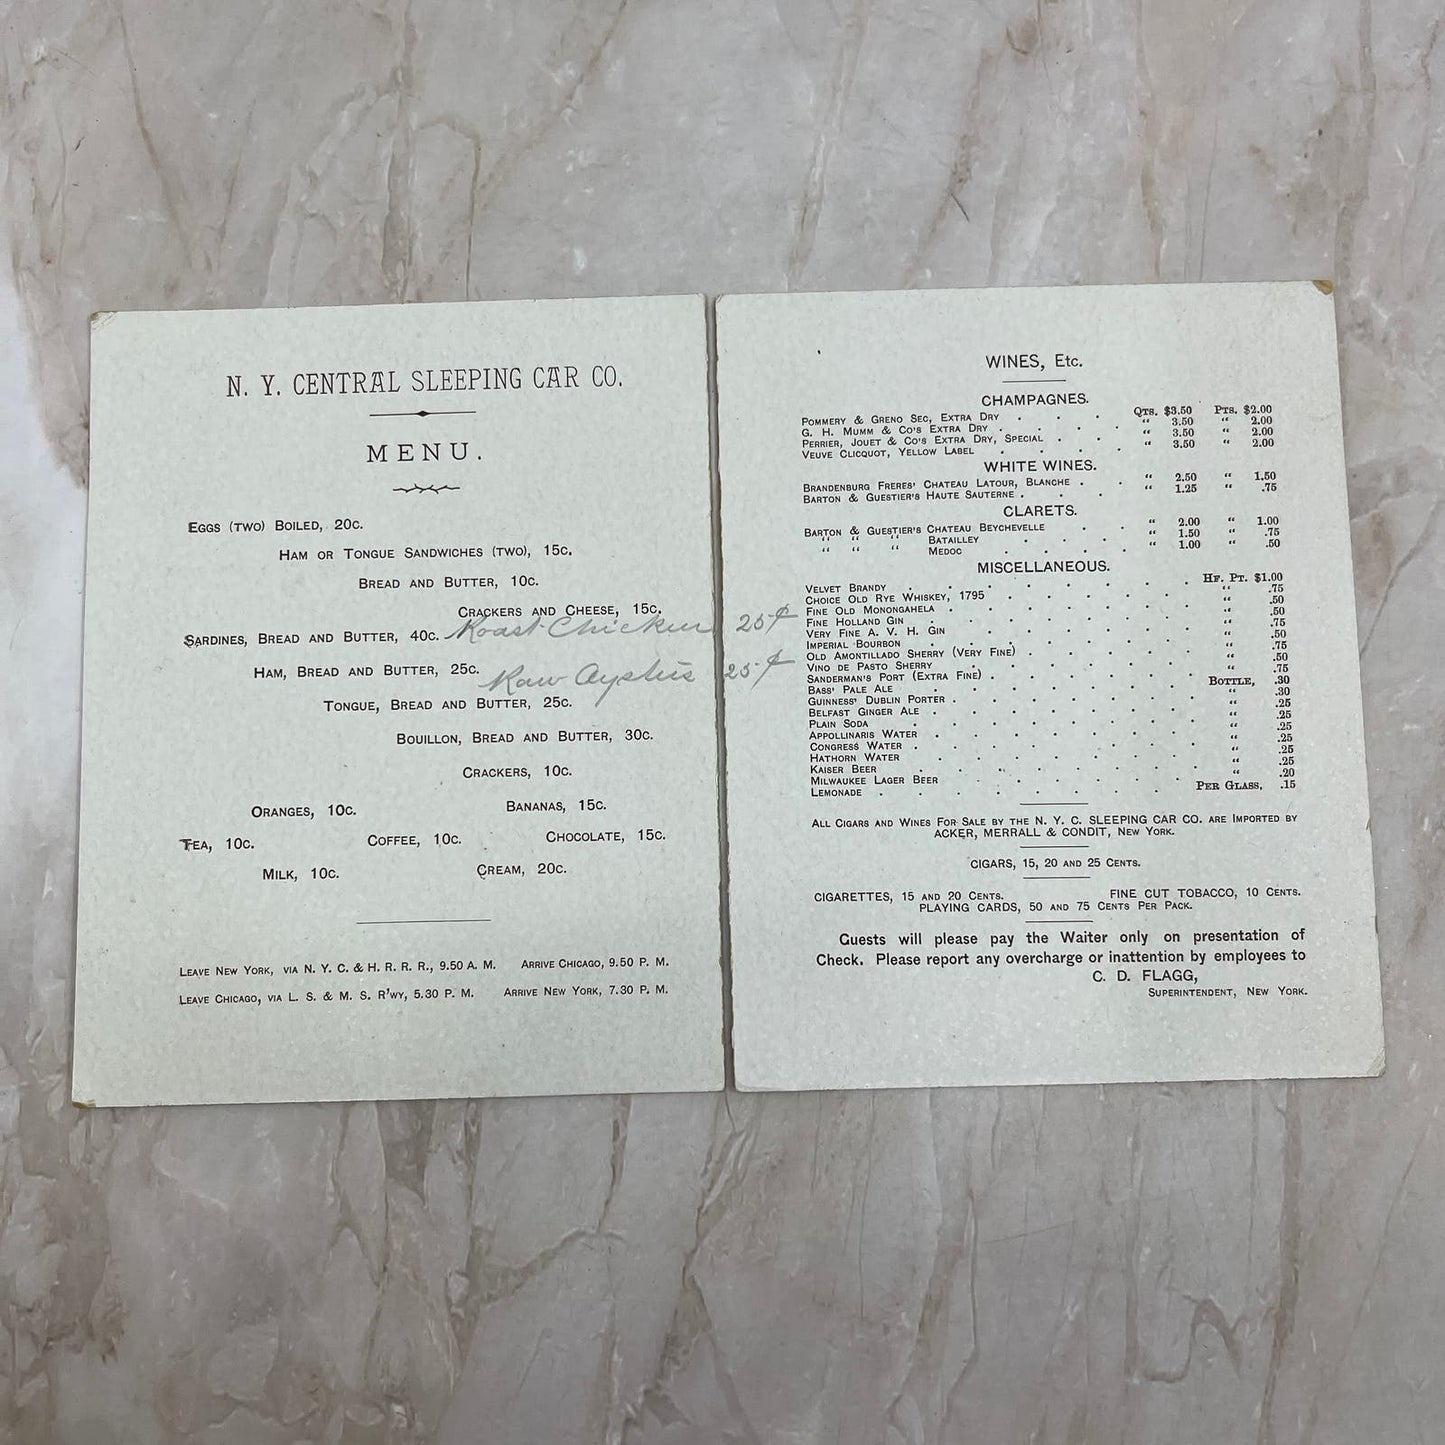 N. Y. CENTRAL SLEEPING CAR CO.
MENU.
EGGS (TWO) BOILED, 20C.
HAM OR TONGUE SANDWICHES (TWO), 15C.
BREAD AND BUTTER, 10C.
CRACKERS AND CHEESE, 15C.
SARDINES, BREAD AND BUTTER, 40C. Roast Chicken 25¢
HAM, BREAD AND BUTTER, 25C. Raw Oysters 25¢
TONGUE, BREAD AND BUTTER, 25C.
BOUILLON, BREAD AND BUTTER, 30C.
CRACKERS, 10C.
ORANGES, 10C. BANANAS, 15C.
TEA, 10C. COFFEE, 10C. CHOCOLATE, 15C.
MILK, 10C. CREAM, 20C.
LEAVE NEW YORK, VIA N. Y. C. & H. R. R. R., 9.50 A. M. ARRIVE CHICAGO, 9.50 P. M.
LEAVE CHICAGO, VIA L. S. & M. S. R'WY, 5.30 P. M. ARRIVE NEW YORK, 7.30 P. M.
WINES, Etc.
CHAMPAGNES.
POMMERY & GRENO SEC, EXTRA DRY . . . QTS. $3.50 PTS. $2.00
G. H. MUMM & CO'S EXTRA DRY . . . . " 3.50 " 2.00
PERRIER, JOUET & CO'S EXTRA DRY, SPECIAL . . " 3.50 " 2.00
VEUVE CLICQUOT, YELLOW LABEL . . . . " 3.50 " 2.00
WHITE WINES.
BRANDENBURG FRERES' CHATEAU LATOUR, BLANCHE . . " 2.50 " 1.50
BARTON & GUESTIER'S HAUTE SAUTERNE . . . " 1.25 " .75
CLARETS.
BARTON & GUESTIER'S CHATEAU BEYCHEVELLE . . " 2.00 " 1.00
" " " BATAILLEY . . . . " 1.50 " .75
" " " MEDOC . . . . . " 1.00 " .50
MISCELLANEOUS.
VELVET BRANDY . . . . . . . . HF. PT. $1.00
CHOICE OLD RYE WHISKEY, 1795 . . . . . . " .75
FINE OLD MONONGAHELA . . . . . . . " .50
FINE HOLLAND GIN . . . . . . . " .50
VERY FINE A. V. H. GIN . . . . . . " .75
IMPERIAL BOURBON . . . . . . . " .50
OLD AMONTILLADO SHERRY (VERY FINE) . . . . . " .75
VINO DE PASTO SHERRY . . . . . . . " .50
SANDERMAN'S PORT (EXTRA FINE) . . . . . . " .75
BASS' PALE ALE . . . . . . . BOTTLE, .30
GUINNESS' DUBLIN PORTER . . . . . . . " .30
BELFAST GINGER ALE . . . . . . . " .25
PLAIN SODA . . . . . . . . " .25
APPOLLINARIS WATER . . . . . . . " .25
CONGRESS WATER . . . . . . . . " .25
HATHORN WATER . . . . . . . " .25
KAISER BEER . . . . . . . . " .25
MILWAUKEE LAGER BEER . . . . . . " .20
LEMONADE . . . . . . . . PER GLASS, .15
ALL CIGARS AND WINES FOR SALE BY THE N. Y. C. SLEEPING CAR CO. ARE IMPORTED BY
ACKER, MERRALL & CONDIT, NEW YORK.
CIGARS, 15, 20 AND 25 CENTS.
CIGARETTES, 15 AND 20 CENTS. FINE CUT TOBACCO, 10 CENTS.
PLAYING CARDS, 50 AND 75 CENTS PER PACK.
Guests will please pay the Waiter only on presentation of
Check. Please report any overcharge or inattention by employees to
C. D. FLAGG,
SUPERINTENDENT, NEW YORK.